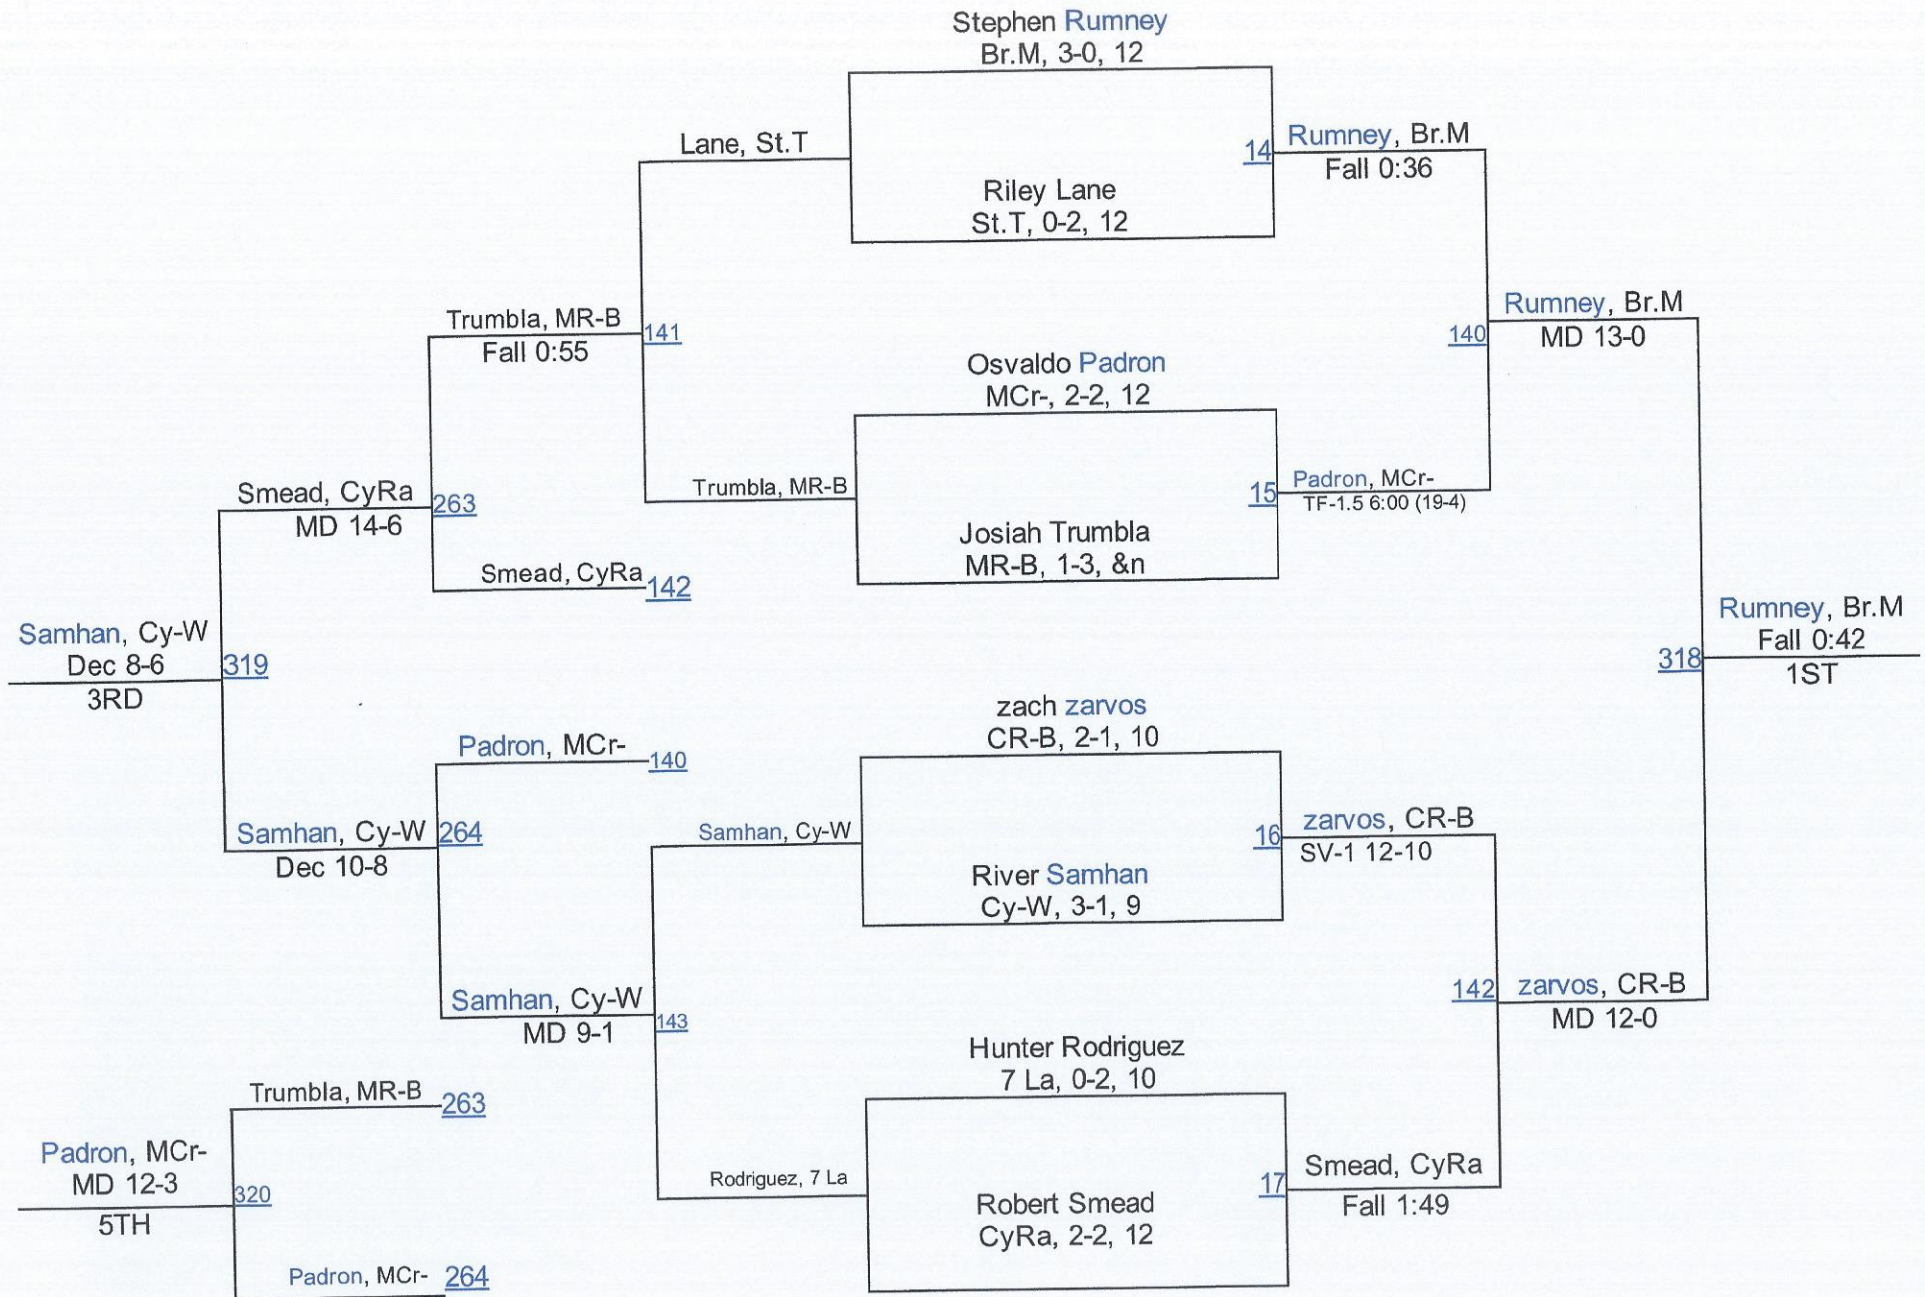 Stephen Rumney
Br.M, 3-0, 12
Lane, St.T
14
Rumney, Br.M
Fall 0:36
Riley Lane
St.T, 0-2, 12
Trumbla, MR-B
Fall 0:55
141
Rumney, Br.M
MD 13-0
140
Osvaldo Padron
MCr-, 2-2, 12
Smead, CyRa
MD 14-6
263
Trumbla, MR-B
15
Padron, MCr-
TF-1.5 6:00 (19-4)
Josiah Trumbla
MR-B, 1-3, &n
Smead, CyRa
142
Samhan, Cy-W
Dec 8-6
3RD
319
Rumney, Br.M
Fall 0:42
1ST
318
zach zarvos
CR-B, 2-1, 10
Padron, MCr-
140
Samhan, Cy-W
Dec 10-8
264
Samhan, Cy-W
16
zarvos, CR-B
SV-1 12-10
River Samhan
Cy-W, 3-1, 9
Samhan, Cy-W
MD 9-1
143
142
zarvos, CR-B
MD 12-0
Hunter Rodriguez
7 La, 0-2, 10
Trumbla, MR-B
263
Padron, MCr-
MD 12-3
5TH
320
Rodriguez, 7 La
17
Smead, CyRa
Fall 1:49
Robert Smead
CyRa, 2-2, 12
Padron, MCr-
264